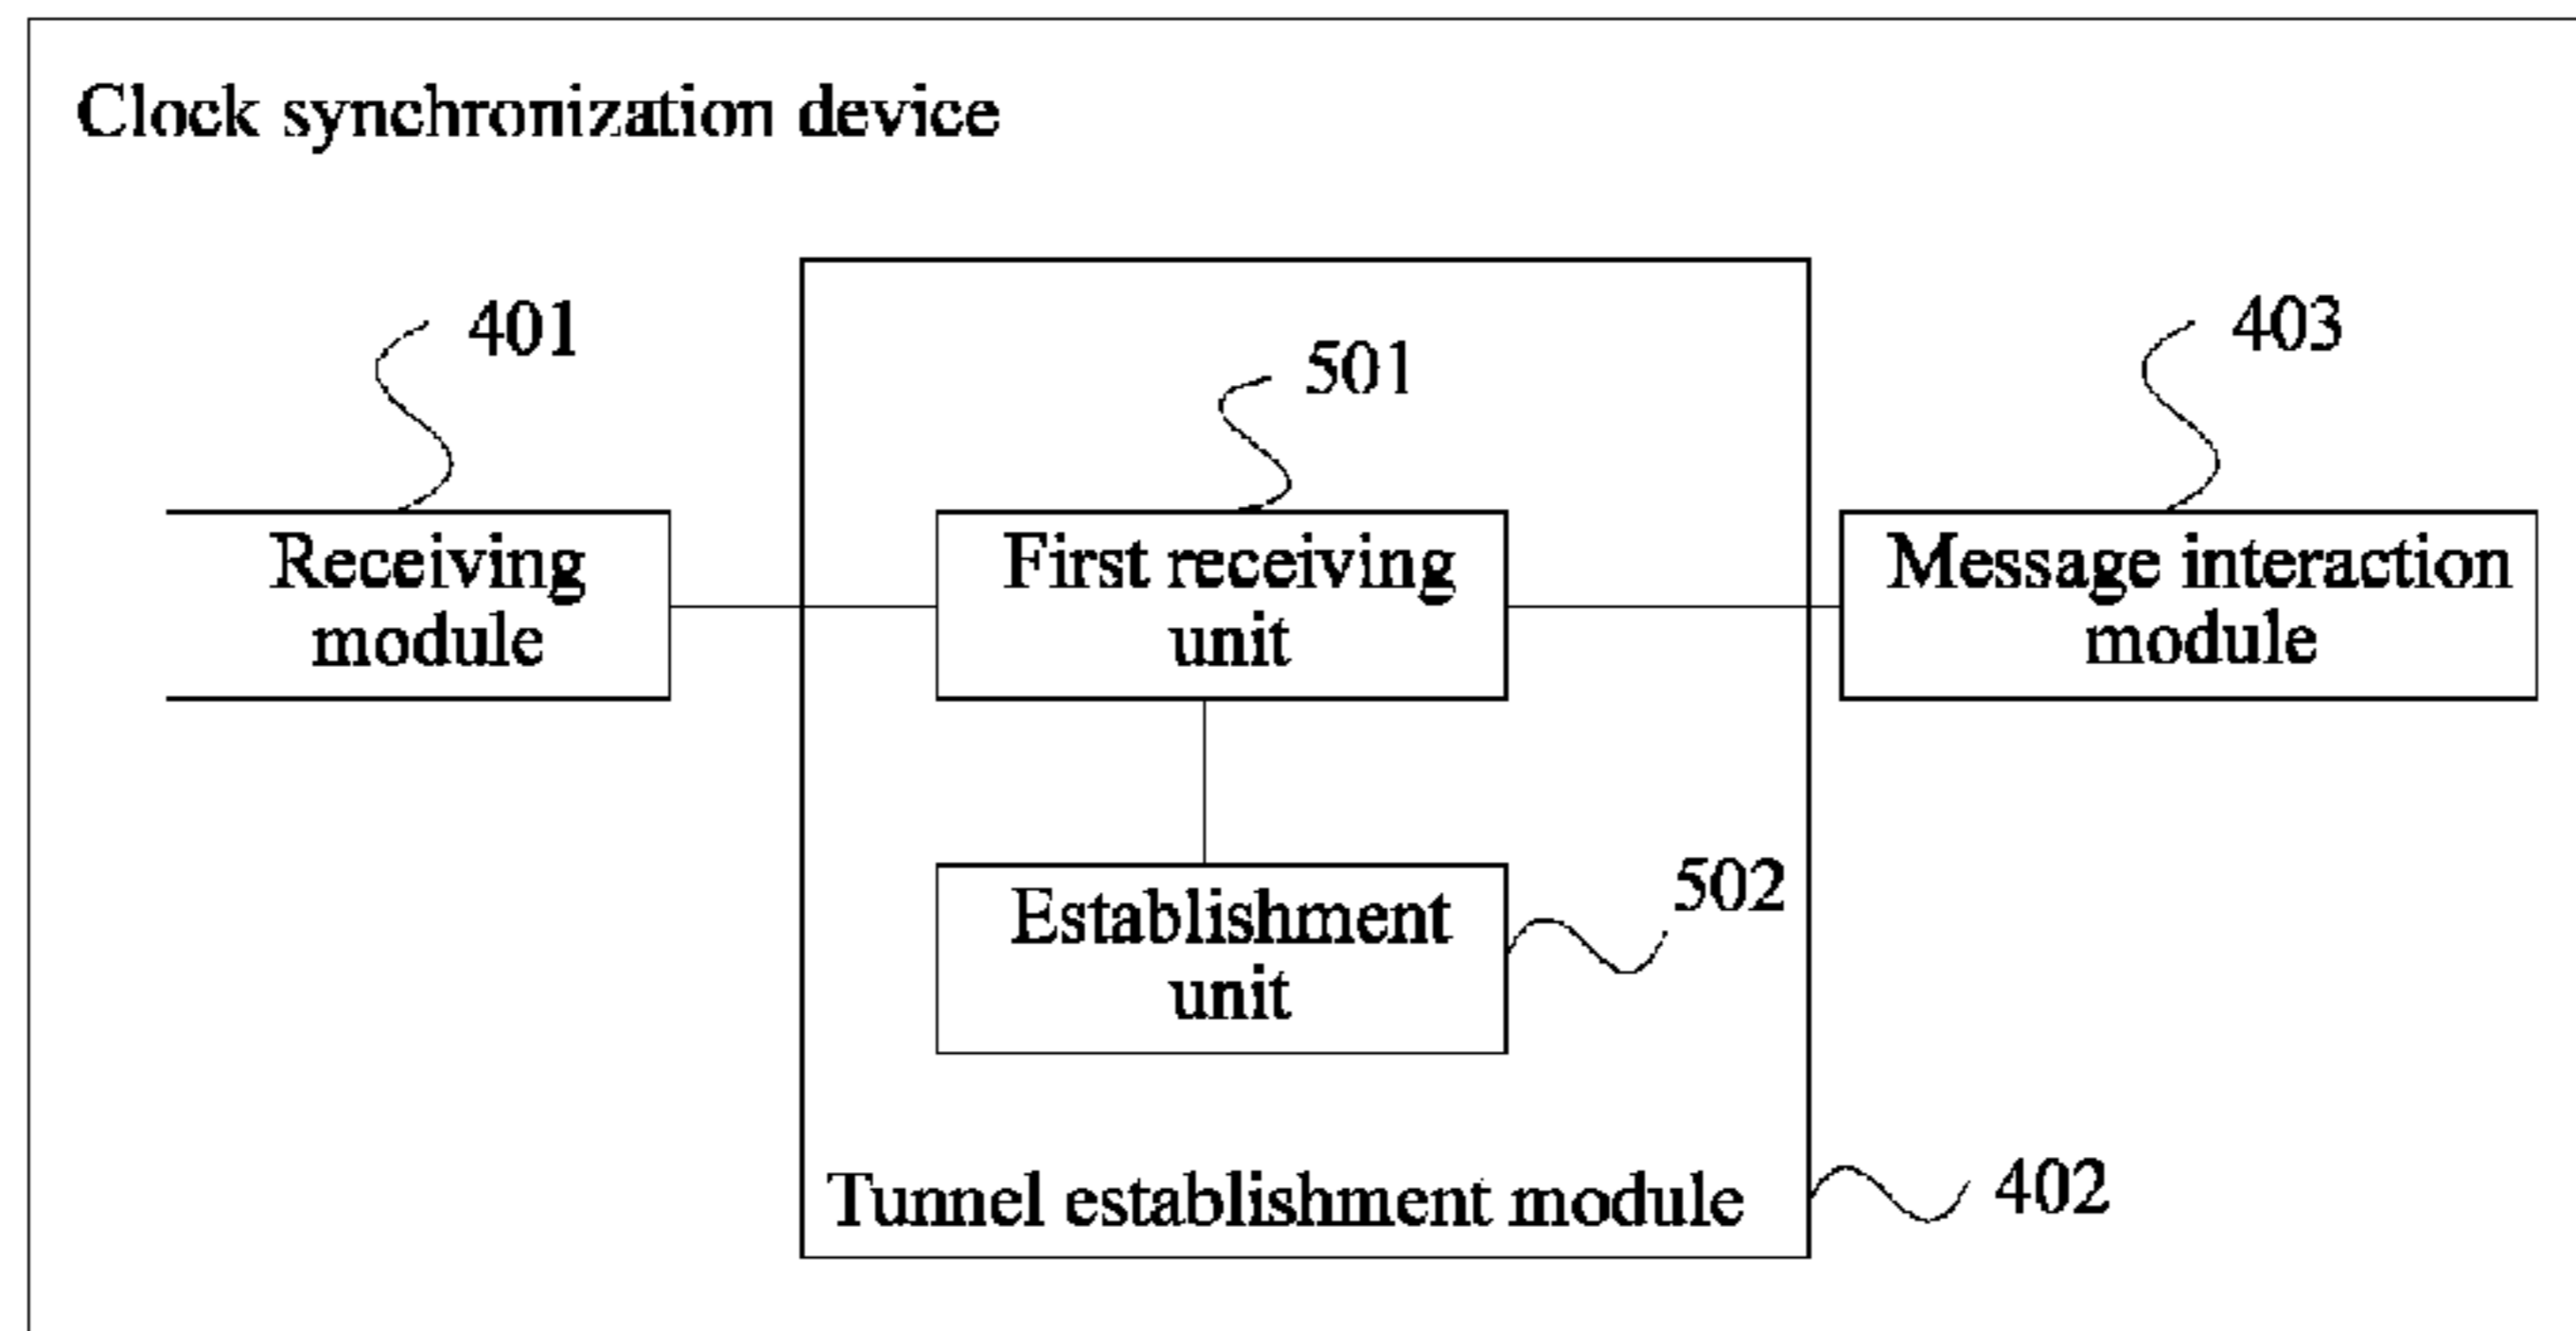 Clock synchronization device
401
501
403
Receiving
module
First receiving
unit
Message interaction
module
502
Establishment
unit
Tunnel establishment module
402